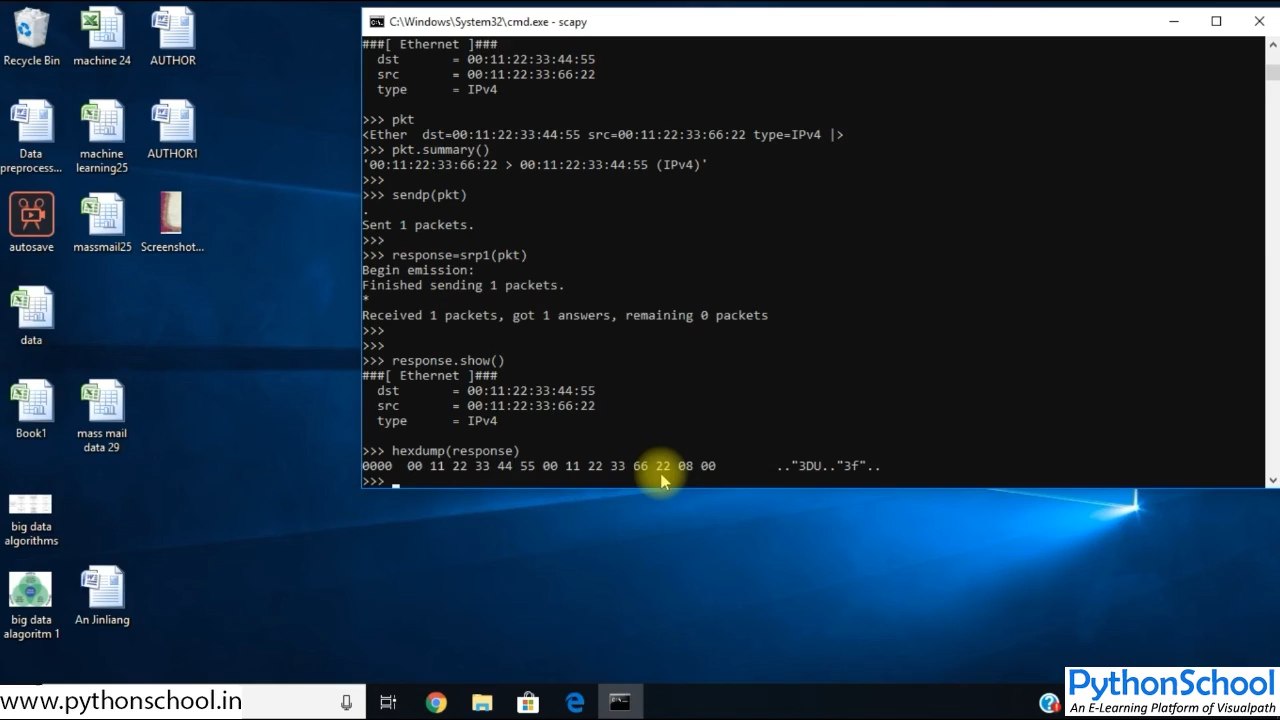 Recycle Bin
machine 24
AUTHOR
Data
preprocess...
machine
learning25
AUTHOR1
autosave
massmail25
Screenshot...
data
Book1
mass mail
data 29
big data
algorithms
big data
alagoritm 1
An Jinliang
C:\Windows\System32\cmd.exe - scapy
###[ Ethernet ]###
dst = 00:11:22:33:44:55
src = 00:11:22:33:66:22
type = IPv4
>>> pkt
<Ether dst=00:11:22:33:44:55 src=00:11:22:33:66:22 type=IPv4 |>
>>> pkt.summary()
'00:11:22:33:66:22 > 00:11:22:33:44:55 (IPv4)'
>>>
>>> sendp(pkt)
.
Sent 1 packets.
>>>
>>> response=srp1(pkt)
Begin emission:
Finished sending 1 packets.
*
Received 1 packets, got 1 answers, remaining 0 packets
>>>
>>>
>>> response.show()
###[ Ethernet ]###
dst = 00:11:22:33:44:55
src = 00:11:22:33:66:22
type = IPv4
>>> hexdump(response)
0000 00 11 22 33 44 55 00 11 22 33 66 22 08 00 .."3DU.."3f"..
>>>
www.pythonschool.in
PythonSchool
An E-Learning Platform of Visualpath